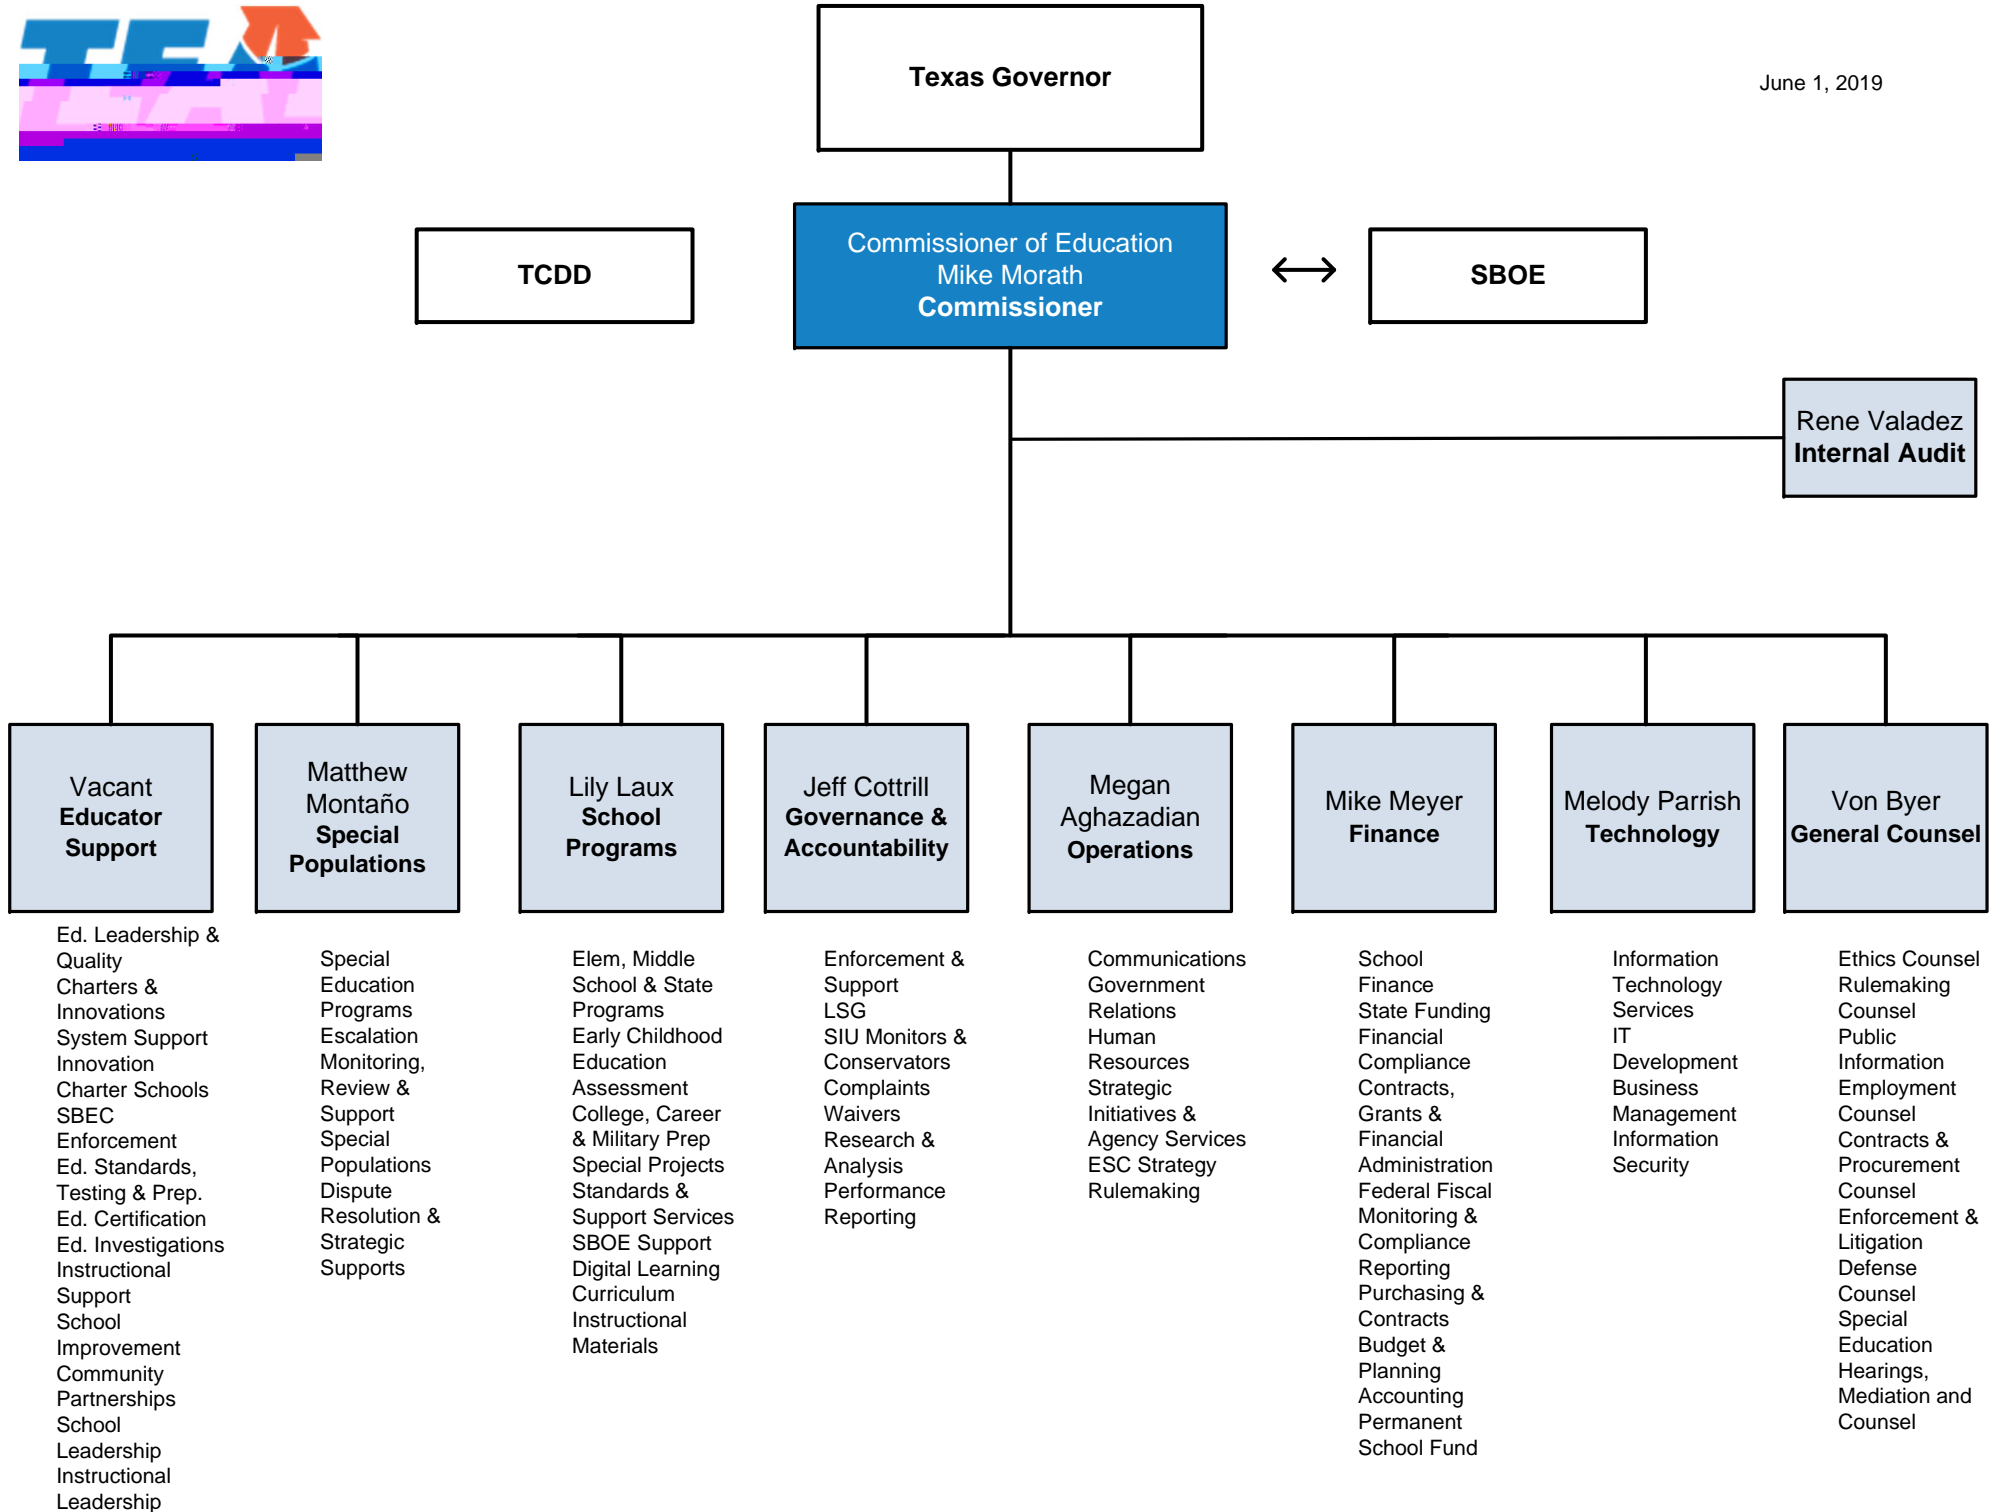 TEA
Texas Governor
June 1, 2019
TCDD
Commissioner of Education
Mike Morath
Commissioner
SBOE
Rene Valadez
Internal Audit
Vacant
Educator
Support
Matthew
Montaño
Special
Populations
Lily Laux
School
Programs
Jeff Cottrill
Governance &
Accountability
Megan
Aghazadian
Operations
Mike Meyer
Finance
Melody Parrish
Technology
Von Byer
General Counsel
Ed. Leadership &
Quality
Charters &
Innovations
System Support
Innovation
Charter Schools
SBEC
Enforcement
Ed. Standards,
Testing & Prep.
Ed. Certification
Ed. Investigations
Instructional
Support
School
Improvement
Community
Partnerships
School
Leadership
Instructional
Leadership
Special
Education
Programs
Escalation
Monitoring,
Review &
Support
Special
Populations
Dispute
Resolution &
Strategic
Supports
Elem, Middle
School & State
Programs
Early Childhood
Education
Assessment
College, Career
& Military Prep
Special Projects
Standards &
Support Services
SBOE Support
Digital Learning
Curriculum
Instructional
Materials
Enforcement &
Support
LSG
SIU Monitors &
Conservators
Complaints
Waivers
Research &
Analysis
Performance
Reporting
Communications
Government
Relations
Human
Resources
Strategic
Initiatives &
Agency Services
ESC Strategy
Rulemaking
School
Finance
State Funding
Financial
Compliance
Contracts,
Grants &
Financial
Administration
Federal Fiscal
Monitoring &
Compliance
Reporting
Purchasing &
Contracts
Budget &
Planning
Accounting
Permanent
School Fund
Information
Technology
Services
IT
Development
Business
Management
Information
Security
Ethics Counsel
Rulemaking
Counsel
Public
Information
Employment
Counsel
Contracts &
Procurement
Counsel
Enforcement &
Litigation
Defense
Counsel
Special
Education
Hearings,
Mediation and
Counsel